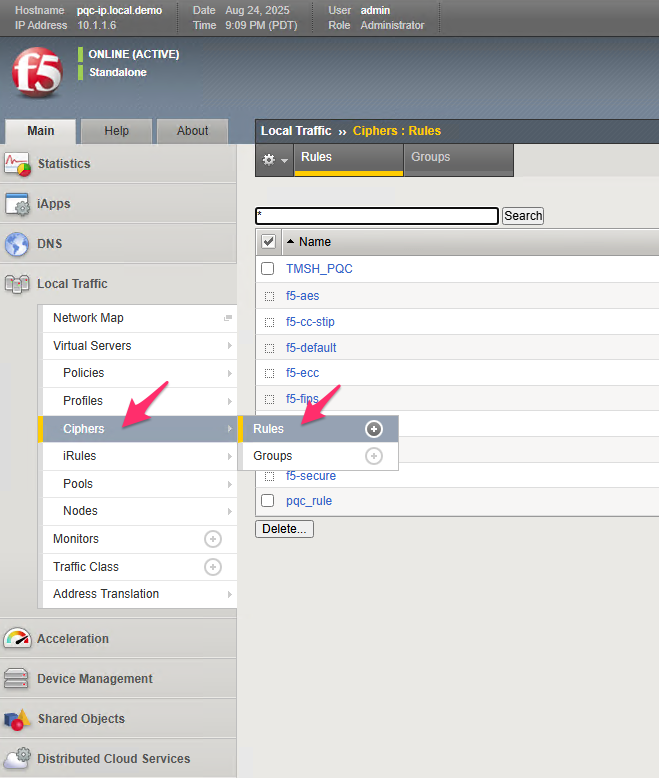 Hostname pqc-ip.local.demo Date Aug 24, 2025 User admin
IP Address 10.1.1.6 Time 9:09 PM (PDT) Role Administrator
f5
ONLINE (ACTIVE)
Standalone
Main Help About
Local Traffic ›› Ciphers : Rules
Rules Groups
Statistics
iApps
DNS
Local Traffic
Network Map
Virtual Servers
Policies
Profiles
Ciphers
iRules
Pools
Nodes
Monitors
Traffic Class
Address Translation
Acceleration
Device Management
Shared Objects
Distributed Cloud Services
Rules
Groups
* Search
Name
TMSH_PQC
f5-aes
f5-cc-stip
f5-default
f5-ecc
f5-fips
f5-secure
pqc_rule
Delete...